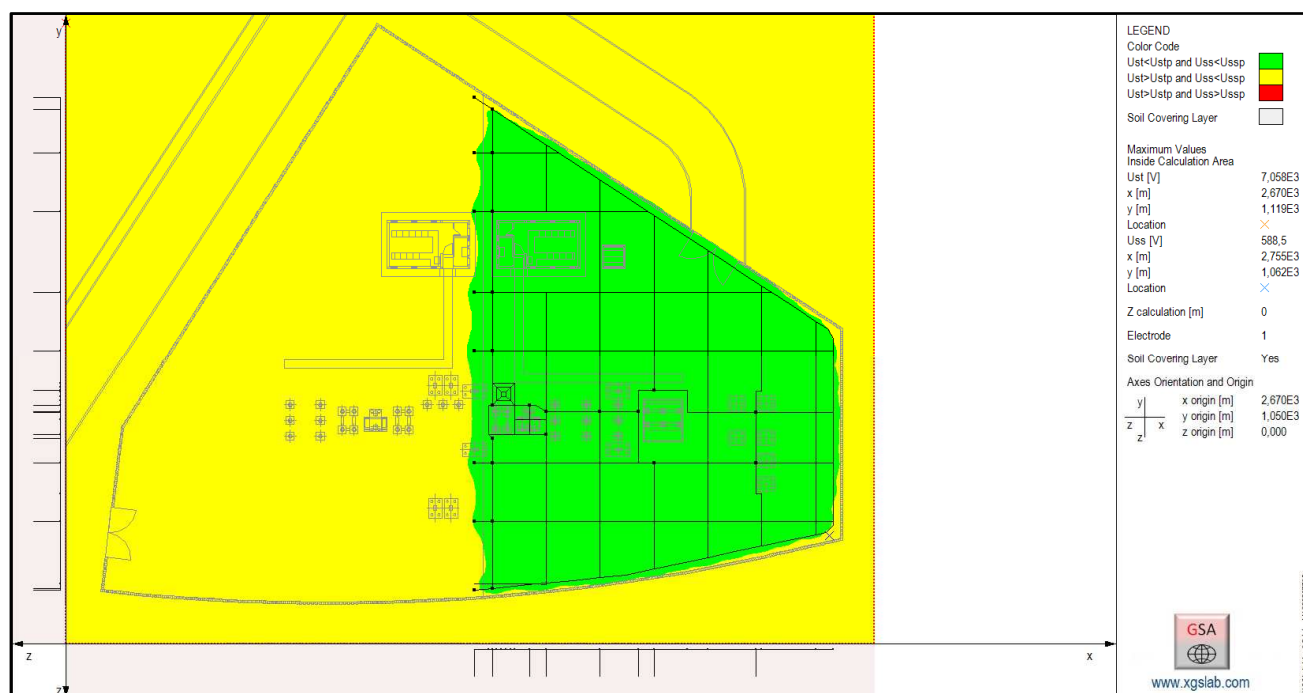 y
z
x
z
LEGEND
Color Code
Ust<Ustp and Uss<Ussp
Ust>Ustp and Uss<Ussp
Ust>Ustp and Uss>Ussp
Soil Covering Layer
Maximum Values
Inside Calculation Area
Ust [V] 7,058E3
x [m] 2,670E3
y [m] 1,119E3
Location
Uss [V] 588,5
x [m] 2,755E3
y [m] 1,062E3
Location
Z calculation [m] 0
Electrode 1
Soil Covering Layer Yes
Axes Orientation and Origin
y x origin [m] 2,670E3
z x y origin [m] 1,050E3
z z origin [m] 0,000
GSA
www.xgslab.com